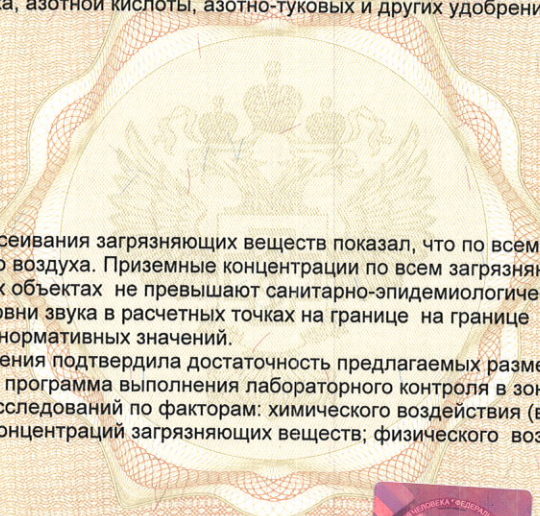 ка, азотной кислоты, азотно-туковых и других удобрени
сеивания загрязняющих веществ показал, что по всем
о воздуха. Приземные концентрации по всем загрязня
х объектах не превышают санитарно-эпидемиологиче
овни звука в расчетных точках на границе на границе
нормативных значений.
ения подтвердила достаточность предлагаемых разме
программа выполнения лабораторного контроля в зон
сследований по факторам: химического воздействия (в
онцентраций загрязняющих веществ; физического воз
ЧЕЛОВЕКА * ФЕДЕРАЛ